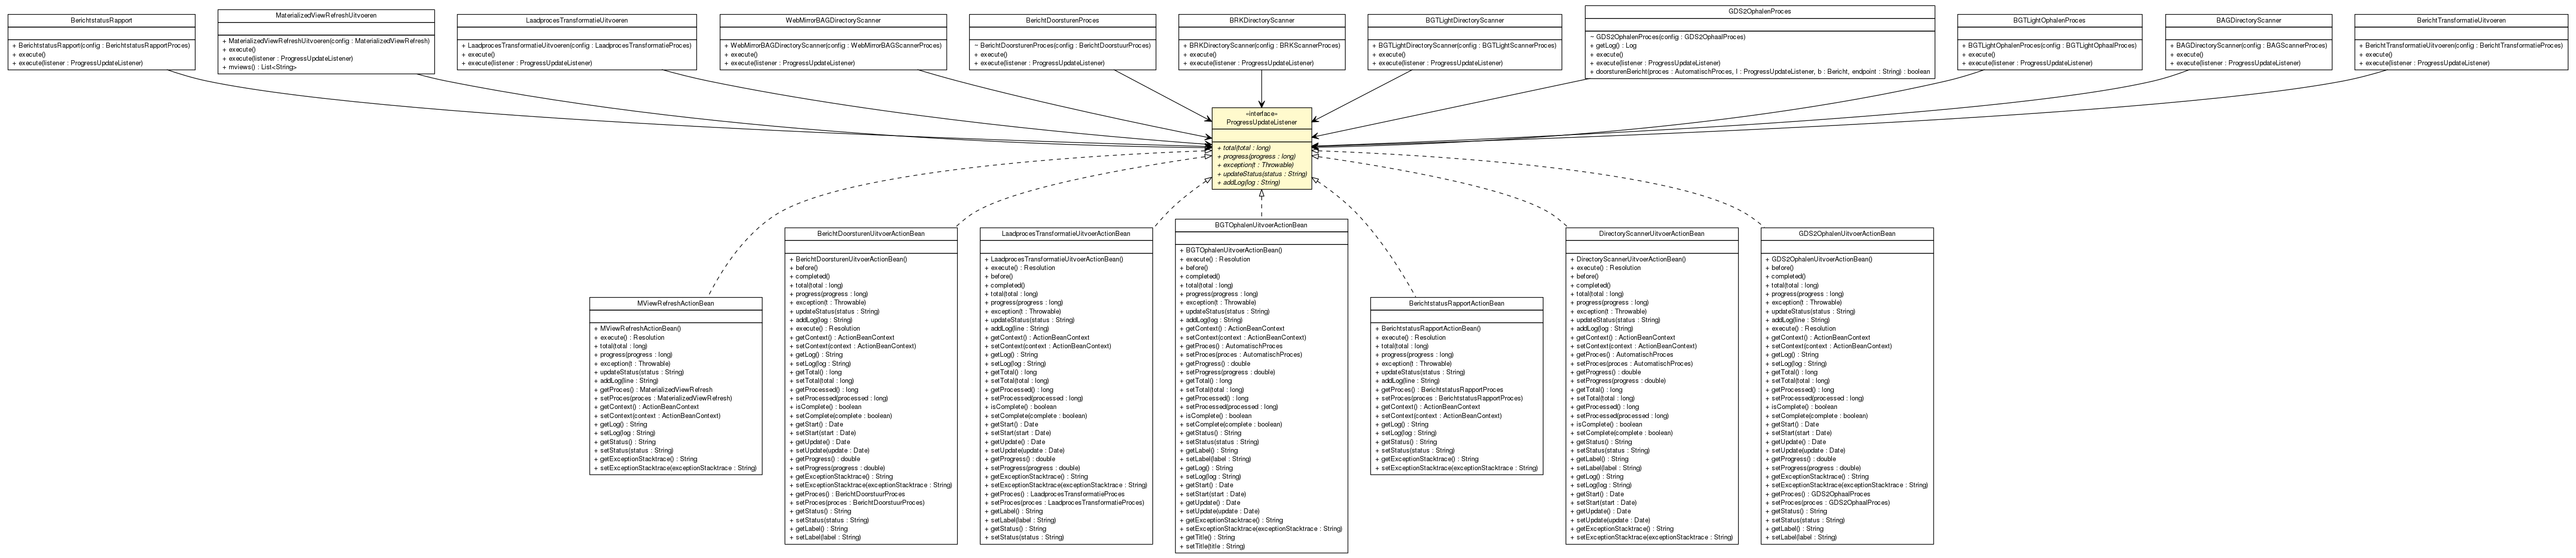 BerichtstatusRapport
+ BerichtstatusRapport(config : BerichtstatusRapportProces)
+ execute()
+ execute(listener : ProgressUpdateListener)
MaterializedViewRefreshUitvoeren
+ MaterializedViewRefreshUitvoeren(config : MaterializedViewRefresh)
+ execute()
+ execute(listener : ProgressUpdateListener)
+ mviews() : List<String>
LaadprocesTransformatieUitvoeren
+ LaadprocesTransformatieUitvoeren(config : LaadprocesTransformatieProces)
+ execute()
+ execute(listener : ProgressUpdateListener)
WebMirrorBAGDirectoryScanner
+ WebMirrorBAGDirectoryScanner(config : WebMirrorBAGScannerProces)
+ execute()
+ execute(listener : ProgressUpdateListener)
BerichtDoorsturenProces
~ BerichtDoorsturenProces(config : BerichtDoorstuurProces)
+ execute()
+ execute(listener : ProgressUpdateListener)
BRKDirectoryScanner
+ BRKDirectoryScanner(config : BRKScannerProces)
+ execute()
+ execute(listener : ProgressUpdateListener)
BGTLightDirectoryScanner
+ BGTLightDirectoryScanner(config : BGTLightScannerProces)
+ execute()
+ execute(listener : ProgressUpdateListener)
GDS2OphalenProces
~ GDS2OphalenProces(config : GDS2OphaalProces)
+ getLog() : Log
+ execute()
+ execute(listener : ProgressUpdateListener)
+ doorsturenBericht(proces : AutomatischProces, l : ProgressUpdateListener, b : Bericht, endpoint : String) : boolean
BGTLightOphalenProces
+ BGTLightOphalenProces(config : BGTLightOphaalProces)
+ execute()
+ execute(listener : ProgressUpdateListener)
BAGDirectoryScanner
+ BAGDirectoryScanner(config : BAGScannerProces)
+ execute()
+ execute(listener : ProgressUpdateListener)
BerichtTransformatieUitvoeren
+ BerichtTransformatieUitvoeren(config : BerichtTransformatieProces)
+ execute()
+ execute(listener : ProgressUpdateListener)
«interface»
ProgressUpdateListener
+ total(total : long)
+ progress(progress : long)
+ exception(t : Throwable)
+ updateStatus(status : String)
+ addLog(log : String)
MViewRefreshActionBean
+ MViewRefreshActionBean()
+ execute() : Resolution
+ total(total : long)
+ progress(progress : long)
+ exception(t : Throwable)
+ updateStatus(status : String)
+ addLog(line : String)
+ getProces() : MaterializedViewRefresh
+ setProces(proces : MaterializedViewRefresh)
+ getContext() : ActionBeanContext
+ setContext(context : ActionBeanContext)
+ getLog() : String
+ setLog(log : String)
+ getStatus() : String
+ setStatus(status : String)
+ getExceptionStacktrace() : String
+ setExceptionStacktrace(exceptionStacktrace : String)
BerichtDoorsturenUitvoerActionBean
+ BerichtDoorsturenUitvoerActionBean()
+ before()
+ completed()
+ total(total : long)
+ progress(progress : long)
+ exception(t : Throwable)
+ updateStatus(status : String)
+ addLog(log : String)
+ execute() : Resolution
+ getContext() : ActionBeanContext
+ setContext(context : ActionBeanContext)
+ getLog() : String
+ setLog(log : String)
+ getTotal() : long
+ setTotal(total : long)
+ getProcessed() : long
+ setProcessed(processed : long)
+ isComplete() : boolean
+ setComplete(complete : boolean)
+ getStart() : Date
+ setStart(start : Date)
+ getUpdate() : Date
+ setUpdate(update : Date)
+ getProgress() : double
+ setProgress(progress : double)
+ getExceptionStacktrace() : String
+ setExceptionStacktrace(exceptionStacktrace : String)
+ getProces() : BerichtDoorstuurProces
+ setProces(proces : BerichtDoorstuurProces)
+ getStatus() : String
+ setStatus(status : String)
+ getLabel() : String
+ setLabel(label : String)
LaadprocesTransformatieUitvoerActionBean
+ LaadprocesTransformatieUitvoerActionBean()
+ execute() : Resolution
+ before()
+ completed()
+ total(total : long)
+ progress(progress : long)
+ exception(t : Throwable)
+ updateStatus(status : String)
+ addLog(line : String)
+ getContext() : ActionBeanContext
+ setContext(context : ActionBeanContext)
+ getLog() : String
+ setLog(log : String)
+ getTotal() : long
+ setTotal(total : long)
+ getProcessed() : long
+ setProcessed(processed : long)
+ isComplete() : boolean
+ setComplete(complete : boolean)
+ getStart() : Date
+ setStart(start : Date)
+ getUpdate() : Date
+ setUpdate(update : Date)
+ getProgress() : double
+ setProgress(progress : double)
+ getExceptionStacktrace() : String
+ setExceptionStacktrace(exceptionStacktrace : String)
+ getProces() : LaadprocesTransformatieProces
+ setProces(proces : LaadprocesTransformatieProces)
+ getLabel() : String
+ setLabel(label : String)
+ getStatus() : String
+ setStatus(status : String)
BGTOphalenUitvoerActionBean
+ BGTOphalenUitvoerActionBean()
+ execute() : Resolution
+ before()
+ completed()
+ total(total : long)
+ progress(progress : long)
+ exception(t : Throwable)
+ updateStatus(status : String)
+ addLog(log : String)
+ getContext() : ActionBeanContext
+ setContext(context : ActionBeanContext)
+ getProces() : AutomatischProces
+ setProces(proces : AutomatischProces)
+ getProgress() : double
+ setProgress(progress : double)
+ getTotal() : long
+ setTotal(total : long)
+ getProcessed() : long
+ setProcessed(processed : long)
+ isComplete() : boolean
+ setComplete(complete : boolean)
+ getStatus() : String
+ setStatus(status : String)
+ getLabel() : String
+ setLabel(label : String)
+ getLog() : String
+ setLog(log : String)
+ getStart() : Date
+ setStart(start : Date)
+ getUpdate() : Date
+ setUpdate(update : Date)
+ getExceptionStacktrace() : String
+ setExceptionStacktrace(exceptionStacktrace : String)
+ getTitle() : String
+ setTitle(title : String)
BerichtstatusRapportActionBean
+ BerichtstatusRapportActionBean()
+ execute() : Resolution
+ total(total : long)
+ progress(progress : long)
+ exception(t : Throwable)
+ updateStatus(status : String)
+ addLog(line : String)
+ getProces() : BerichtstatusRapportProces
+ setProces(proces : BerichtstatusRapportProces)
+ getContext() : ActionBeanContext
+ setContext(context : ActionBeanContext)
+ getLog() : String
+ setLog(log : String)
+ getStatus() : String
+ setStatus(status : String)
+ getExceptionStacktrace() : String
+ setExceptionStacktrace(exceptionStacktrace : String)
DirectoryScannerUitvoerActionBean
+ DirectoryScannerUitvoerActionBean()
+ execute() : Resolution
+ before()
+ completed()
+ total(total : long)
+ progress(progress : long)
+ exception(t : Throwable)
+ updateStatus(status : String)
+ addLog(log : String)
+ getContext() : ActionBeanContext
+ setContext(context : ActionBeanContext)
+ getProces() : AutomatischProces
+ setProces(proces : AutomatischProces)
+ getProgress() : double
+ setProgress(progress : double)
+ getTotal() : long
+ setTotal(total : long)
+ getProcessed() : long
+ setProcessed(processed : long)
+ isComplete() : boolean
+ setComplete(complete : boolean)
+ getStatus() : String
+ setStatus(status : String)
+ getLabel() : String
+ setLabel(label : String)
+ getLog() : String
+ setLog(log : String)
+ getStart() : Date
+ setStart(start : Date)
+ getUpdate() : Date
+ setUpdate(update : Date)
+ getExceptionStacktrace() : String
+ setExceptionStacktrace(exceptionStacktrace : String)
GDS2OphalenUitvoerActionBean
+ GDS2OphalenUitvoerActionBean()
+ before()
+ completed()
+ total(total : long)
+ progress(progress : long)
+ exception(t : Throwable)
+ updateStatus(status : String)
+ addLog(line : String)
+ execute() : Resolution
+ getContext() : ActionBeanContext
+ setContext(context : ActionBeanContext)
+ getLog() : String
+ setLog(log : String)
+ getTotal() : long
+ setTotal(total : long)
+ getProcessed() : long
+ setProcessed(processed : long)
+ isComplete() : boolean
+ setComplete(complete : boolean)
+ getStart() : Date
+ setStart(start : Date)
+ getUpdate() : Date
+ setUpdate(update : Date)
+ getProgress() : double
+ setProgress(progress : double)
+ getExceptionStacktrace() : String
+ setExceptionStacktrace(exceptionStacktrace : String)
+ getProces() : GDS2OphaalProces
+ setProces(proces : GDS2OphaalProces)
+ getStatus() : String
+ setStatus(status : String)
+ getLabel() : String
+ setLabel(label : String)